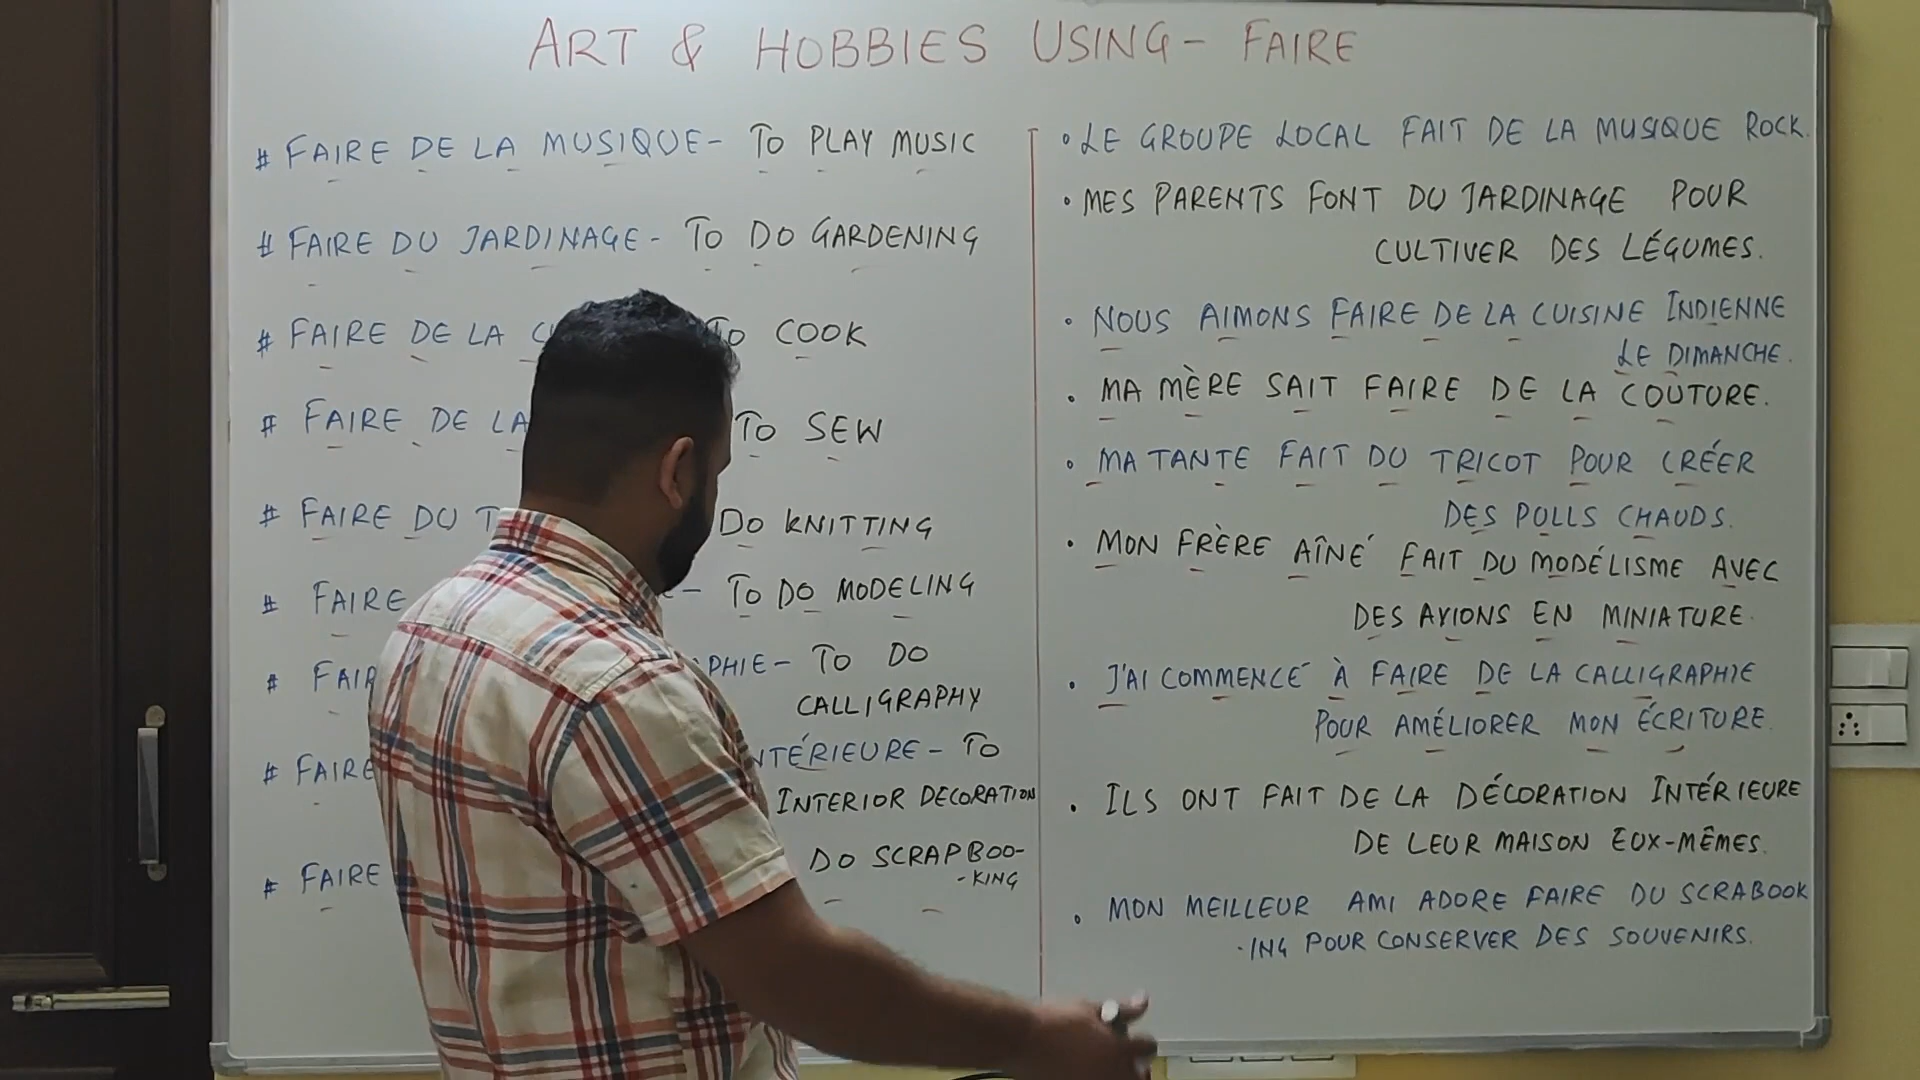 ART & HOBBIES USING - FAIRE
# FAIRE DE LA MUSIQUE - TO PLAY MUSIC
# FAIRE DU JARDINAGE - TO DO GARDENING
# FAIRE DE LA TO COOK
# FAIRE DE LA TO SEW
# FAIRE DU DO KNITTING
# FAIRE - TO DO MODELING
# PHIE - TO DO
CALLIGRAPHY
# FAIRE NTÉRIEURE - TO
INTERIOR DECORATION
# FAIRE DO SCRAPBOO-
-KING
• LE GROUPE LOCAL FAIT DE LA MUSIQUE ROCK.
• MES PARENTS FONT DU JARDINAGE POUR
CULTIVER DES LÉGUMES.
• NOUS AIMONS FAIRE DE LA CUISINE INDIENNE
LE DIMANCHE.
• MA MÈRE SAIT FAIRE DE LA COUTURE.
• MA TANTE FAIT DU TRICOT POUR CRÉER
DES PULLS CHAUDS.
• MON FRÈRE AÎNÉ FAIT DU MODÉLISME AVEC
DES AVIONS EN MINIATURE.
• J'AI COMMENCÉ À FAIRE DE LA CALLIGRAPHIE
POUR AMÉLIORER MON ÉCRITURE.
• ILS ONT FAIT DE LA DÉCORATION INTÉRIEURE
DE LEUR MAISON EUX-MÊMES.
• MON MEILLEUR AMI ADORE FAIRE DU SCRABOOK
-ING POUR CONSERVER DES SOUVENIRS.